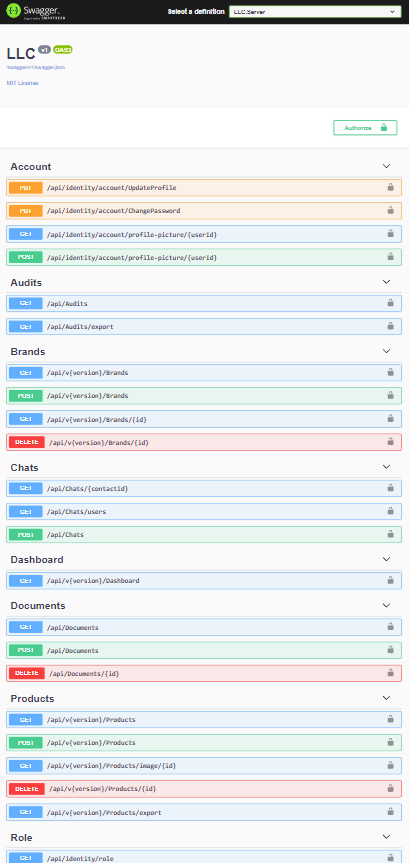 Swagger.
Select a definition
LLC.Server
LLC v1 OAS3
/swagger/v1/swagger.json
MIT License
Authorize
Account
PUT /api/identity/account/UpdateProfile
PUT /api/identity/account/ChangePassword
GET /api/identity/account/profile-picture/{userId}
POST /api/identity/account/profile-picture/{userId}
Audits
GET /api/Audits
GET /api/Audits/export
Brands
GET /api/v{version}/Brands
POST /api/v{version}/Brands
GET /api/v{version}/Brands/{id}
DELETE /api/v{version}/Brands/{id}
Chats
GET /api/Chats/{contactId}
GET /api/Chats/users
POST /api/Chats
Dashboard
GET /api/v{version}/Dashboard
Documents
GET /api/Documents
POST /api/Documents
DELETE /api/Documents/{id}
Products
GET /api/v{version}/Products
POST /api/v{version}/Products
GET /api/v{version}/Products/image/{id}
DELETE /api/v{version}/Products/{id}
GET /api/v{version}/Products/export
Role
GET /api/identity/role